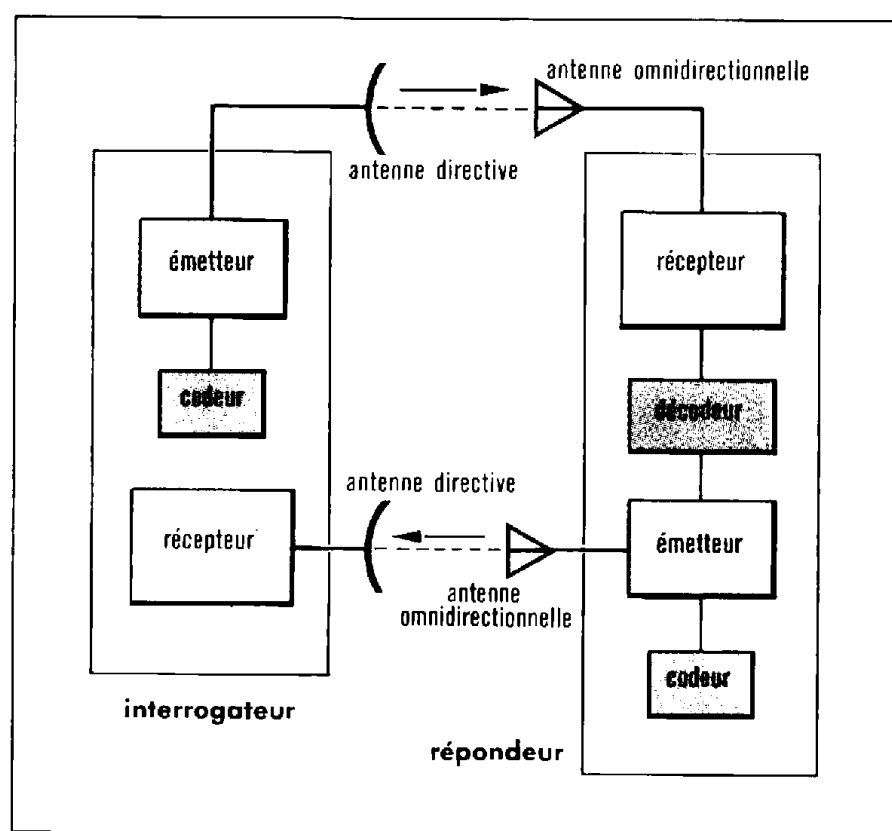 antenne omnidirectionnelle
antenne directive
émetteur
récepteur
codeur
décodeur
antenne directive
récepteur
émetteur
antenne
omnidirectionnelle
codeur
interrogateur
répondeur